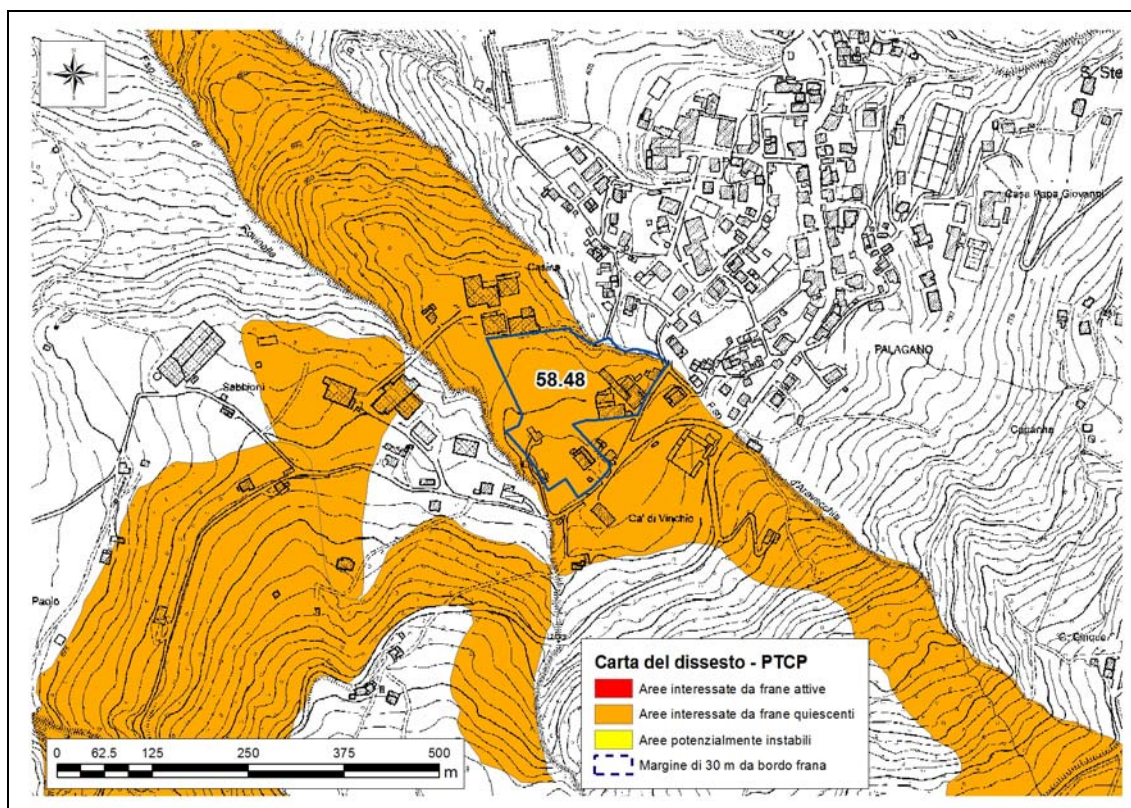 S. Ste
Casa Papa Giovanni
Casina
PALAGANO
58.48
Sabbioni
Capanna
Ca' di Vinchio
Paolo
C. Cinque
Carta del dissesto - PTCP
Aree interessate da frane attive
Aree interessate da frane quiescenti
Aree potenzialmente instabili
Margine di 30 m da bordo frana
0 62.5 125 250 375 500
m